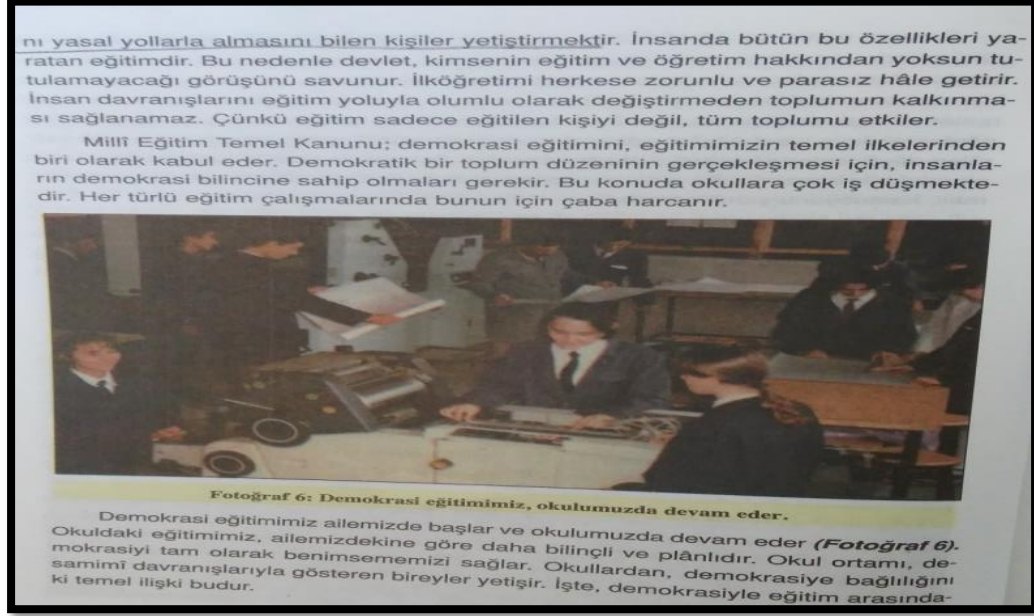 nı yasal yollarla almasını bilen kişiler yetiştirmektir. İnsanda bütün bu özellikleri ya-
ratan eğitimdir. Bu nedenle devlet, kimsenin eğitim ve öğretim hakkından yoksun tu-
tulamayacağı görüşünü savunur. İlköğretimi herkese zorunlu ve parasız hâle getirir.
İnsan davranışlarını eğitim yoluyla olumlu olarak değiştirmeden toplumun kalkınma-
sı sağlanamaz. Çünkü eğitim sadece eğitilen kişiyi değil, tüm toplumu etkiler.
Millî Eğitim Temel Kanunu; demokrasi eğitimini, eğitimimizin temel ilkelerinden
biri olarak kabul eder. Demokratik bir toplum düzeninin gerçekleşmesi için, insanla-
rın demokrasi bilincine sahip olmaları gerekir. Bu konuda okullara çok iş düşmekte-
dir. Her türlü eğitim çalışmalarında bunun için çaba harcanır.
Fotoğraf 6: Demokrasi eğitimimiz, okulumuzda devam eder.
Demokrasi eğitimimiz ailemizde başlar ve okulumuzda devam eder (Fotoğraf 6).
Okuldaki eğitimimiz, ailemizdekine göre daha bilinçli ve plânlıdır. Okul ortamı, de-
mokrasiyi tam olarak benimsememizi sağlar. Okullardan, demokrasiye bağlılığını
samimî davranışlarıyla gösteren bireyler yetişir. İşte, demokrasiyle eğitim arasında-
ki temel ilişki budur.